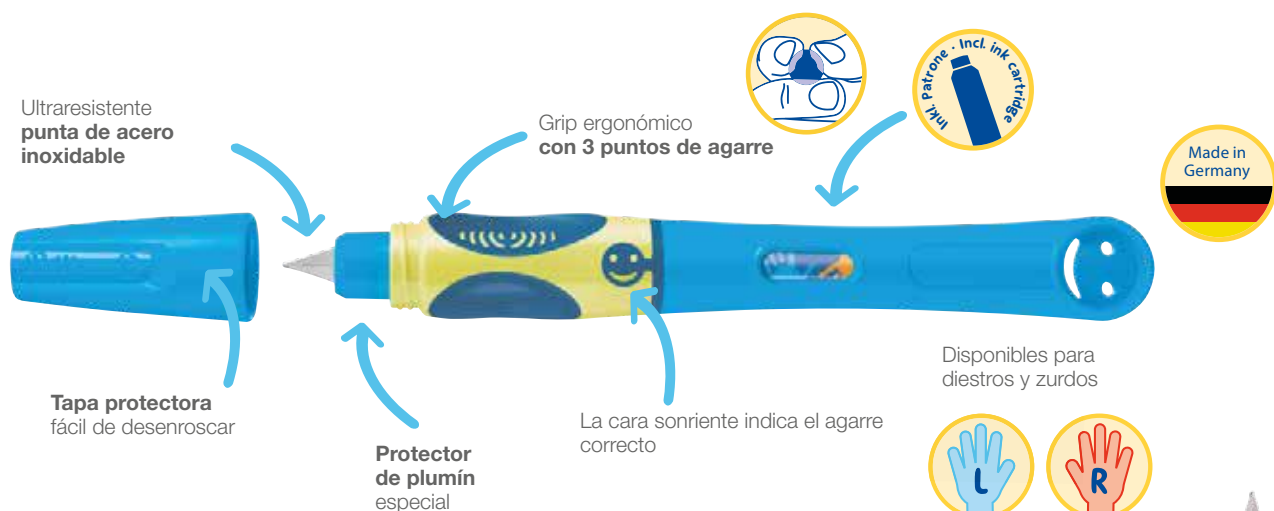 Ultraresistente
punta de acero
inoxidable
Grip ergonómico
con 3 puntos de agarre
Inkl. Patrone · Incl. ink cartridge
Made in
Germany
Tapa protectora
fácil de desenroscar
Protector
de plumín
especial
La cara sonriente indica el agarre
correcto
Disponibles para
diestros y zurdos
L
R